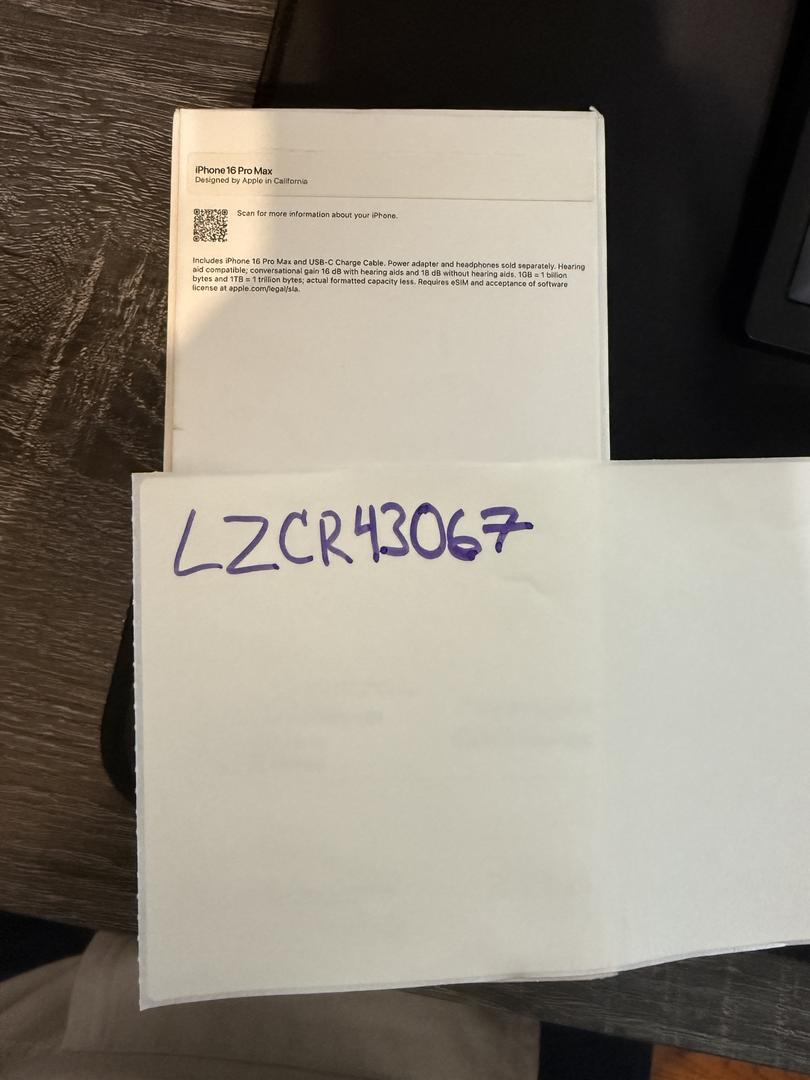 iPhone 16 Pro Max
Designed by Apple in California
Scan for more information about your iPhone.
Includes iPhone 16 Pro Max and USB-C Charge Cable. Power adapter and headphones sold separately. Hearing
aid compatible; conversational gain 16 dB with hearing aids and 18 dB without hearing aids. 1GB = 1 billion
bytes and 1TB = 1 trillion bytes; actual formatted capacity less. Requires eSIM and acceptance of software
license at apple.com/legal/sla.
LZCR43067